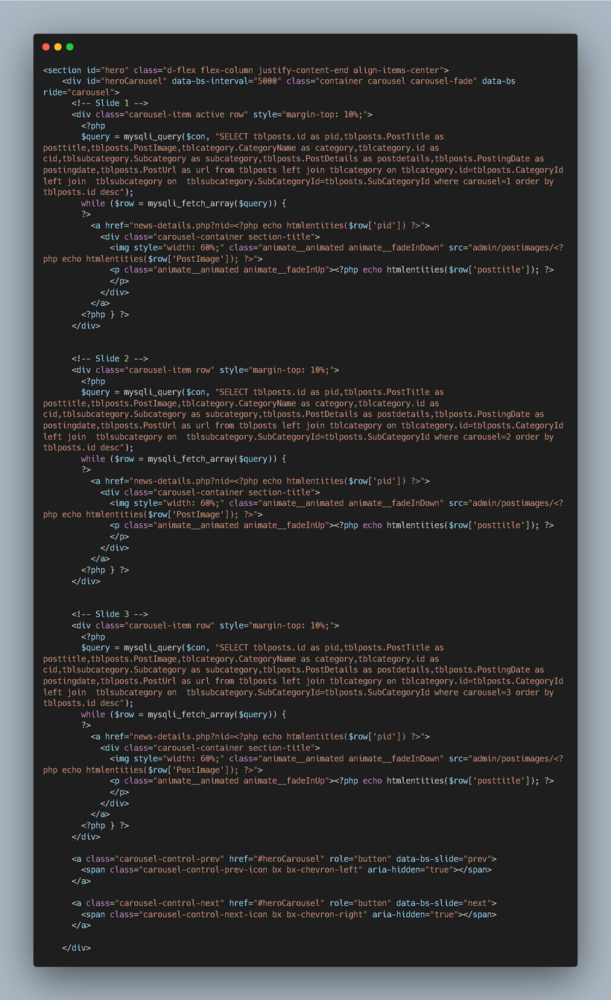 <section id="hero" class="d-flex flex-column justify-content-end align-items-center">
    <div id="heroCarousel" data-bs-interval="5000" class="container carousel carousel-fade" data-bs
ride="carousel">
      <!-- Slide 1 -->
      <div class="carousel-item active row" style="margin-top: 10%;">
        <?php
        $query = mysqli_query($con, "SELECT tblposts.id as pid,tblposts.PostTitle as
posttitle,tblposts.PostImage,tblcategory.CategoryName as category,tblcategory.id as
cid,tblsubcategory.Subcategory as subcategory,tblposts.PostDetails as postdetails,tblposts.PostingDate as
postingdate,tblposts.PostUrl as url from tblposts left join tblcategory on tblcategory.id=tblposts.CategoryId
left join  tblsubcategory on  tblsubcategory.SubCategoryId=tblposts.SubCategoryId where carousel=1 order by
tblposts.id desc");
        while ($row = mysqli_fetch_array($query)) {
        ?>
          <a href="news-details.php?nid=<?php echo htmlentities($row['pid']) ?>">
            <div class="carousel-container section-title">
              <img style="width: 60%;" class="animate__animated animate__fadeInDown" src="admin/postimages/<?
php echo htmlentities($row['PostImage']); ?>">
              <p class="animate__animated animate__fadeInUp"><?php echo htmlentities($row['posttitle']); ?>
              </p>
            </div>
          </a>
        <?php } ?>
      </div>
      <!-- Slide 2 -->
      <div class="carousel-item row" style="margin-top: 10%;">
        <?php
        $query = mysqli_query($con, "SELECT tblposts.id as pid,tblposts.PostTitle as
posttitle,tblposts.PostImage,tblcategory.CategoryName as category,tblcategory.id as
cid,tblsubcategory.Subcategory as subcategory,tblposts.PostDetails as postdetails,tblposts.PostingDate as
postingdate,tblposts.PostUrl as url from tblposts left join tblcategory on tblcategory.id=tblposts.CategoryId
left join  tblsubcategory on  tblsubcategory.SubCategoryId=tblposts.SubCategoryId where carousel=2 order by
tblposts.id desc");
        while ($row = mysqli_fetch_array($query)) {
        ?>
          <a href="news-details.php?nid=<?php echo htmlentities($row['pid']) ?>">
            <div class="carousel-container section-title">
              <img style="width: 60%;" class="animate__animated animate__fadeInDown" src="admin/postimages/<?
php echo htmlentities($row['PostImage']); ?>">
              <p class="animate__animated animate__fadeInUp"><?php echo htmlentities($row['posttitle']); ?>
              </p>
            </div>
          </a>
        <?php } ?>
      </div>
      <!-- Slide 3 -->
      <div class="carousel-item row" style="margin-top: 10%;">
        <?php
        $query = mysqli_query($con, "SELECT tblposts.id as pid,tblposts.PostTitle as
posttitle,tblposts.PostImage,tblcategory.CategoryName as category,tblcategory.id as
cid,tblsubcategory.Subcategory as subcategory,tblposts.PostDetails as postdetails,tblposts.PostingDate as
postingdate,tblposts.PostUrl as url from tblposts left join tblcategory on tblcategory.id=tblposts.CategoryId
left join  tblsubcategory on  tblsubcategory.SubCategoryId=tblposts.SubCategoryId where carousel=3 order by
tblposts.id desc");
        while ($row = mysqli_fetch_array($query)) {
        ?>
          <a href="news-details.php?nid=<?php echo htmlentities($row['pid']) ?>">
            <div class="carousel-container section-title">
              <img style="width: 60%;" class="animate__animated animate__fadeInDown" src="admin/postimages/<?
php echo htmlentities($row['PostImage']); ?>">
              <p class="animate__animated animate__fadeInUp"><?php echo htmlentities($row['posttitle']); ?>
              </p>
            </div>
          </a>
        <?php } ?>
      </div>
      <a class="carousel-control-prev" href="#heroCarousel" role="button" data-bs-slide="prev">
        <span class="carousel-control-prev-icon bx bx-chevron-left" aria-hidden="true"></span>
      </a>
      <a class="carousel-control-next" href="#heroCarousel" role="button" data-bs-slide="next">
        <span class="carousel-control-next-icon bx bx-chevron-right" aria-hidden="true"></span>
      </a>
    </div>